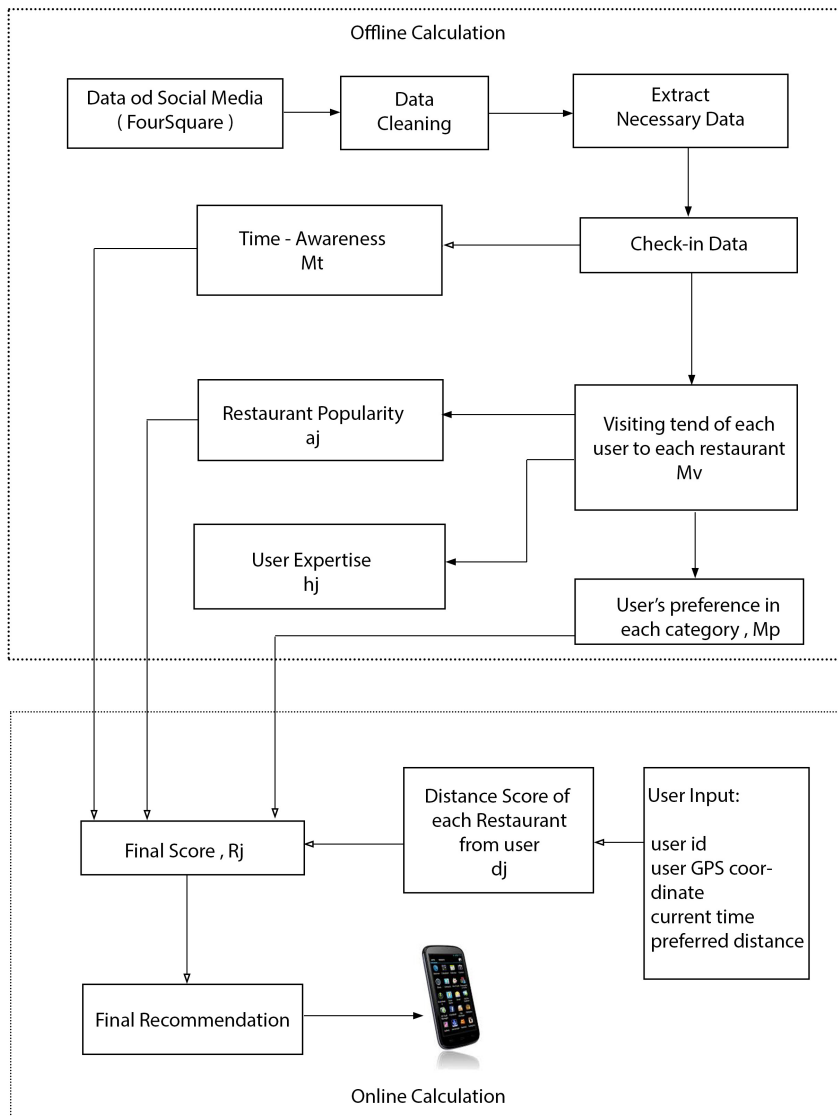 Offline Calculation
Data od Social Media
( FourSquare )
Data
Cleaning
Extract
Necessary Data
Time - Awareness
Mt
Check-in Data
Restaurant Popularity
aj
Visiting tend of each
user to each restaurant
Mv
User Expertise
hj
User’s preference in
each category , Mp
Distance Score of
each Restaurant
from user
dj
User Input:
user id
user GPS coor-
dinate
current time
preferred distance
Final Score , Rj
Final Recommendation
Online Calculation